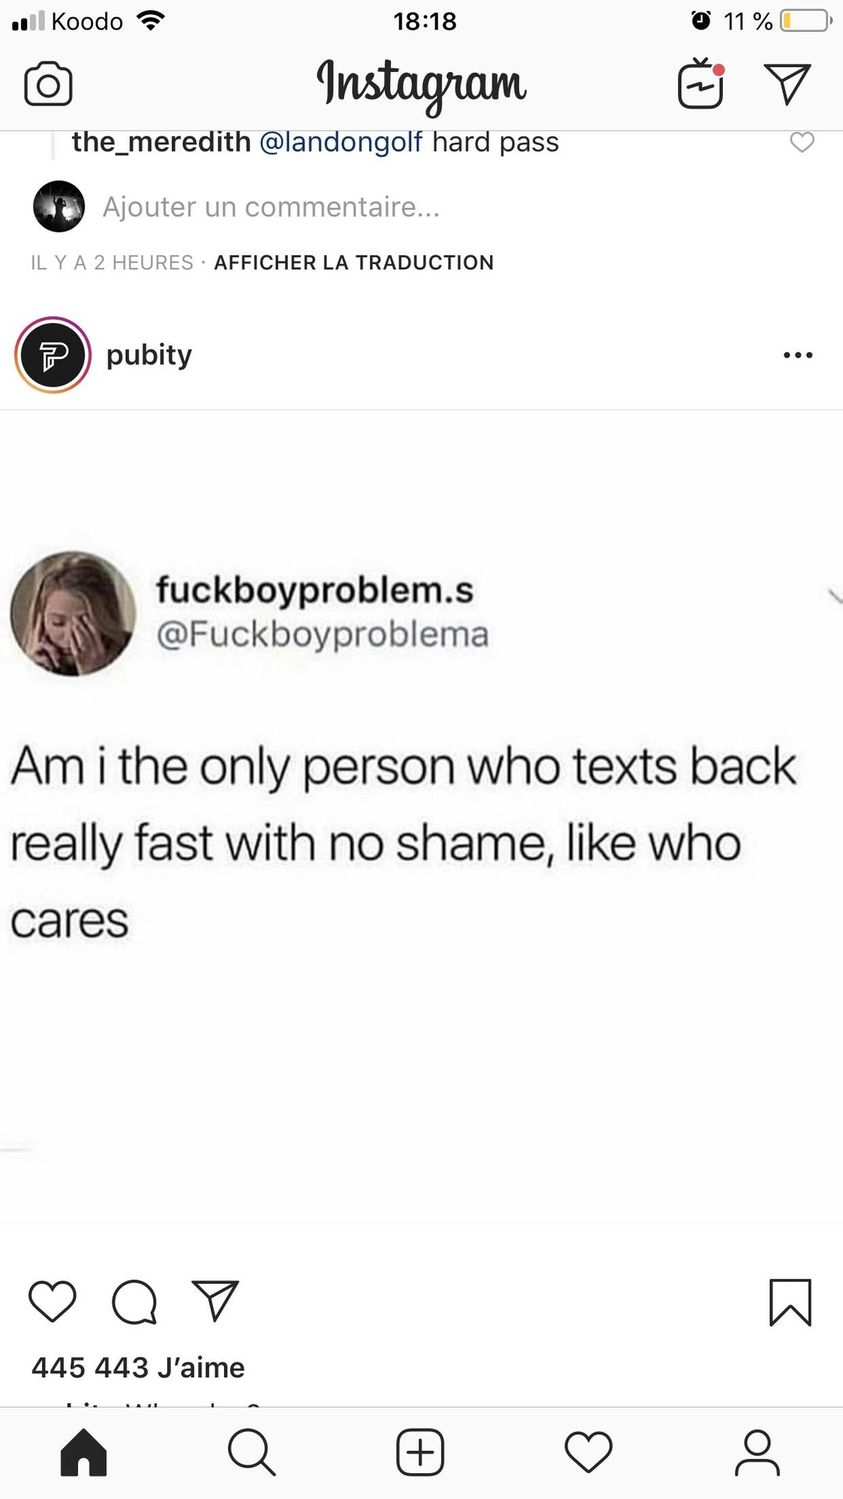 Koodo 18:18 11 %
Instagram
the_meredith @landongolf hard pass
Ajouter un commentaire...
IL Y A 2 HEURES · AFFICHER LA TRADUCTION
pubity
fuckboyproblem.s
@Fuckboyproblema
Am i the only person who texts back
really fast with no shame, like who
cares
445 443 J’aime